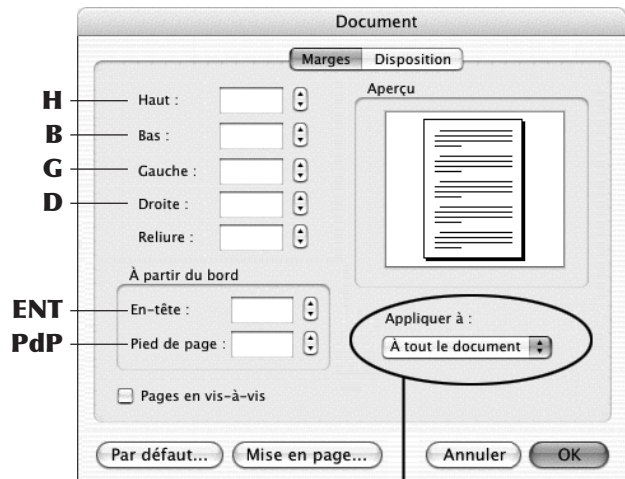 Document
Marges Disposition
H Haut :
B Bas :
G Gauche :
D Droite :
Reliure :
À partir du bord
ENT En-tête :
PdP Pied de page :
Pages en vis-à-vis
Aperçu
Appliquer à :
À tout le document
Par défaut... Mise en page... Annuler OK